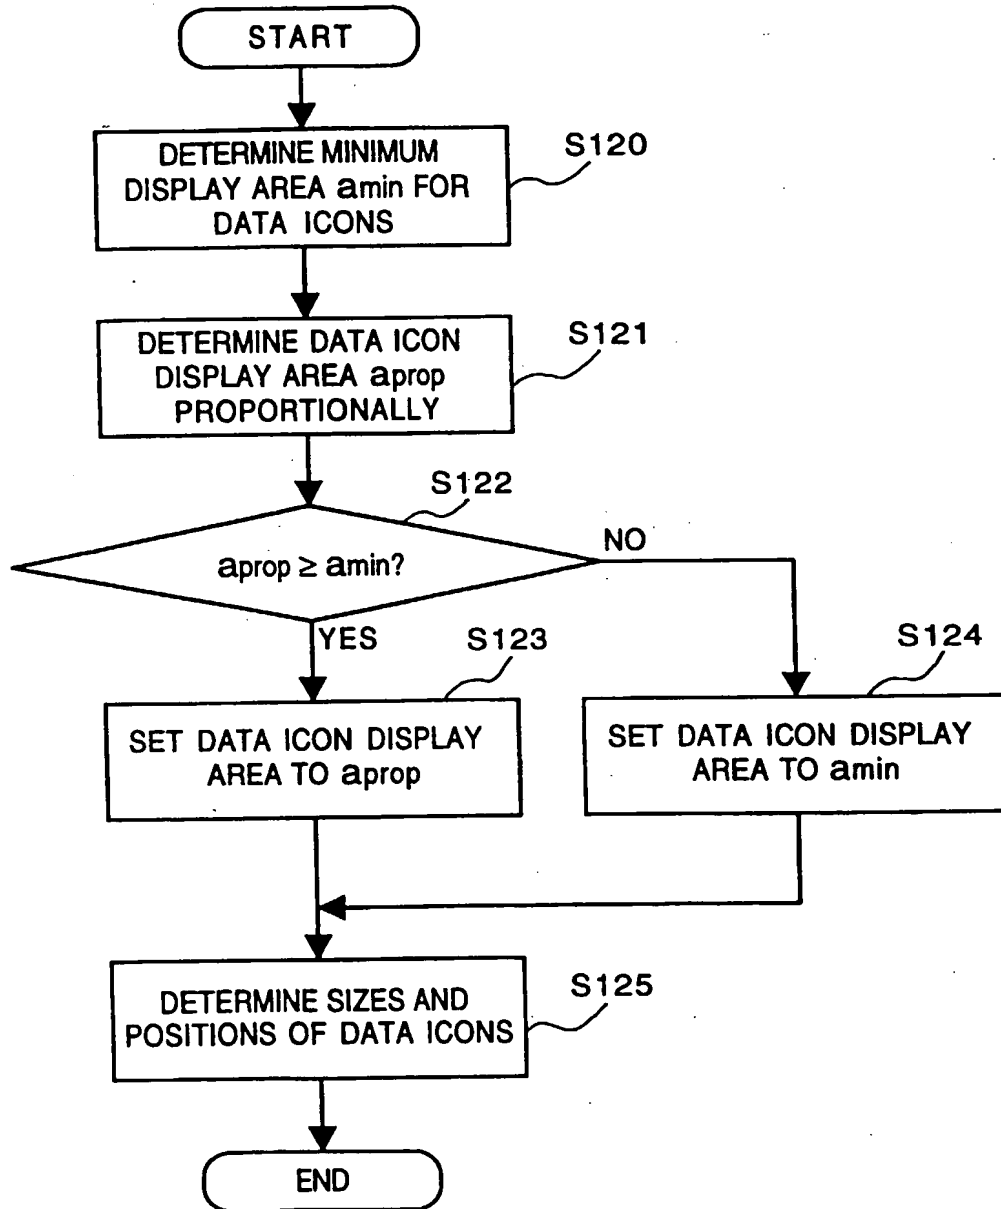 START
DETERMINE MINIMUM
DISPLAY AREA amin FOR
DATA ICONS
S120
DETERMINE DATA ICON
DISPLAY AREA aprop
PROPORTIONALLY
S121
S122
aprop ≥ amin?
NO
YES
S123
S124
SET DATA ICON DISPLAY
AREA TO aprop
SET DATA ICON DISPLAY
AREA TO amin
DETERMINE SIZES AND
POSITIONS OF DATA ICONS
S125
END